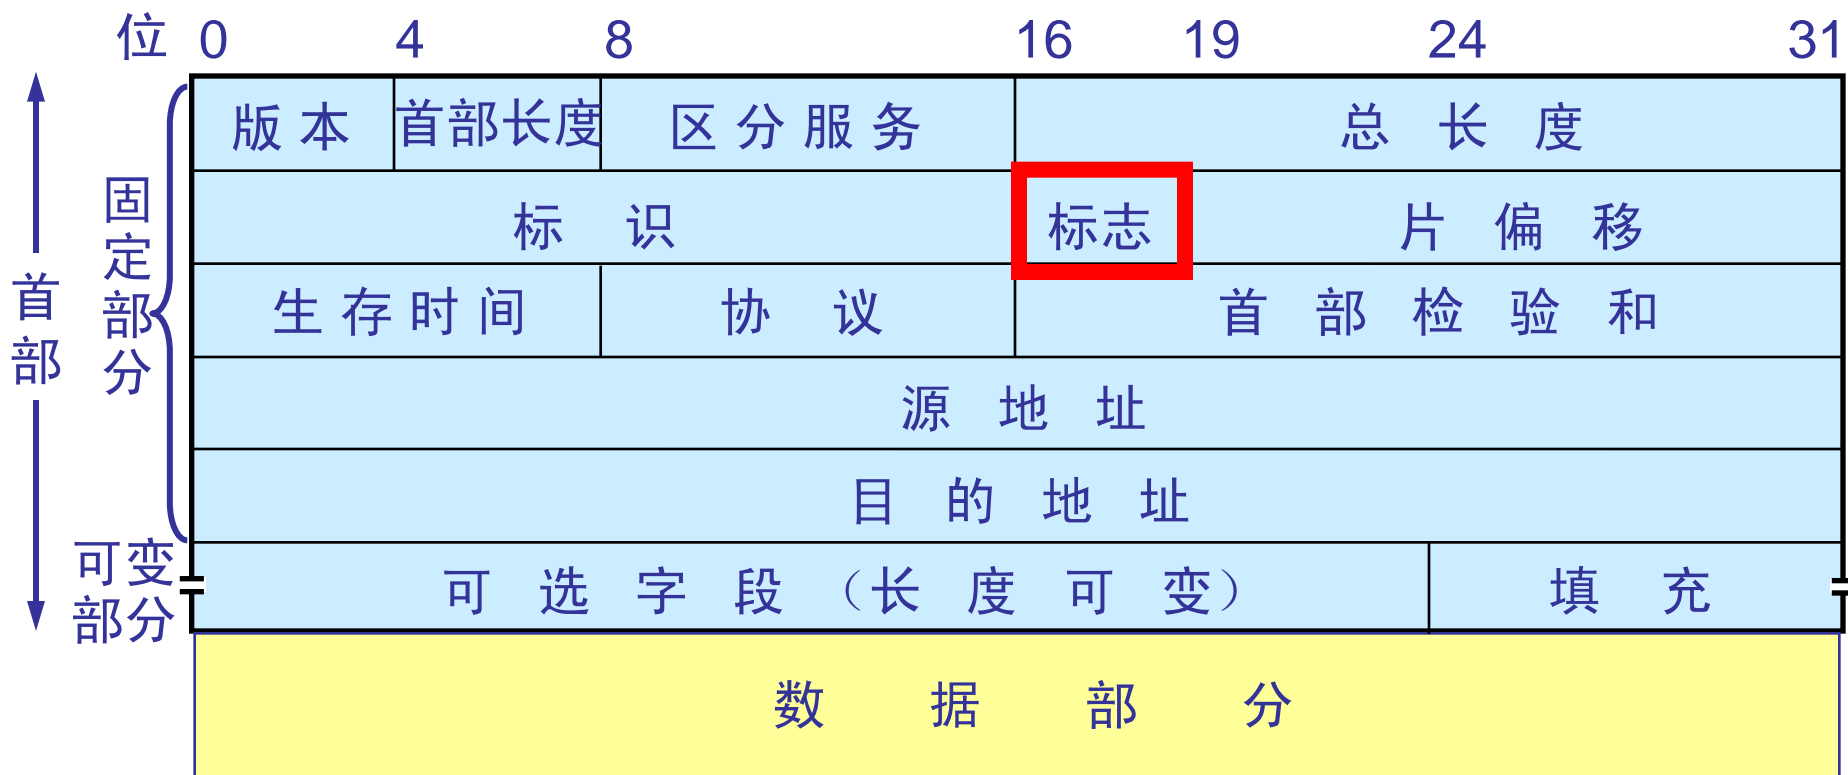 位 0 4 8 16 19 24 31
版本 首部长度 区分服务 总长度
标识 标志 片偏移
生存时间 协议 首部检验和
源地址
目的地址
可选字段（长度可变） 填充
数据部分
首部
固定部分
可变
部分